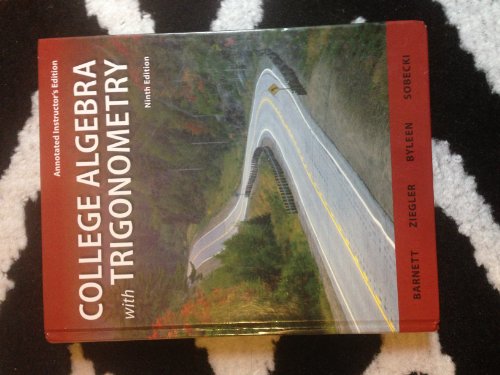 Annotated Instructor's Edition
COLLEGE ALGEBRA
with TRIGONOMETRY
Ninth Edition
BARNETT ZIEGLER BYLEEN SOBECKI